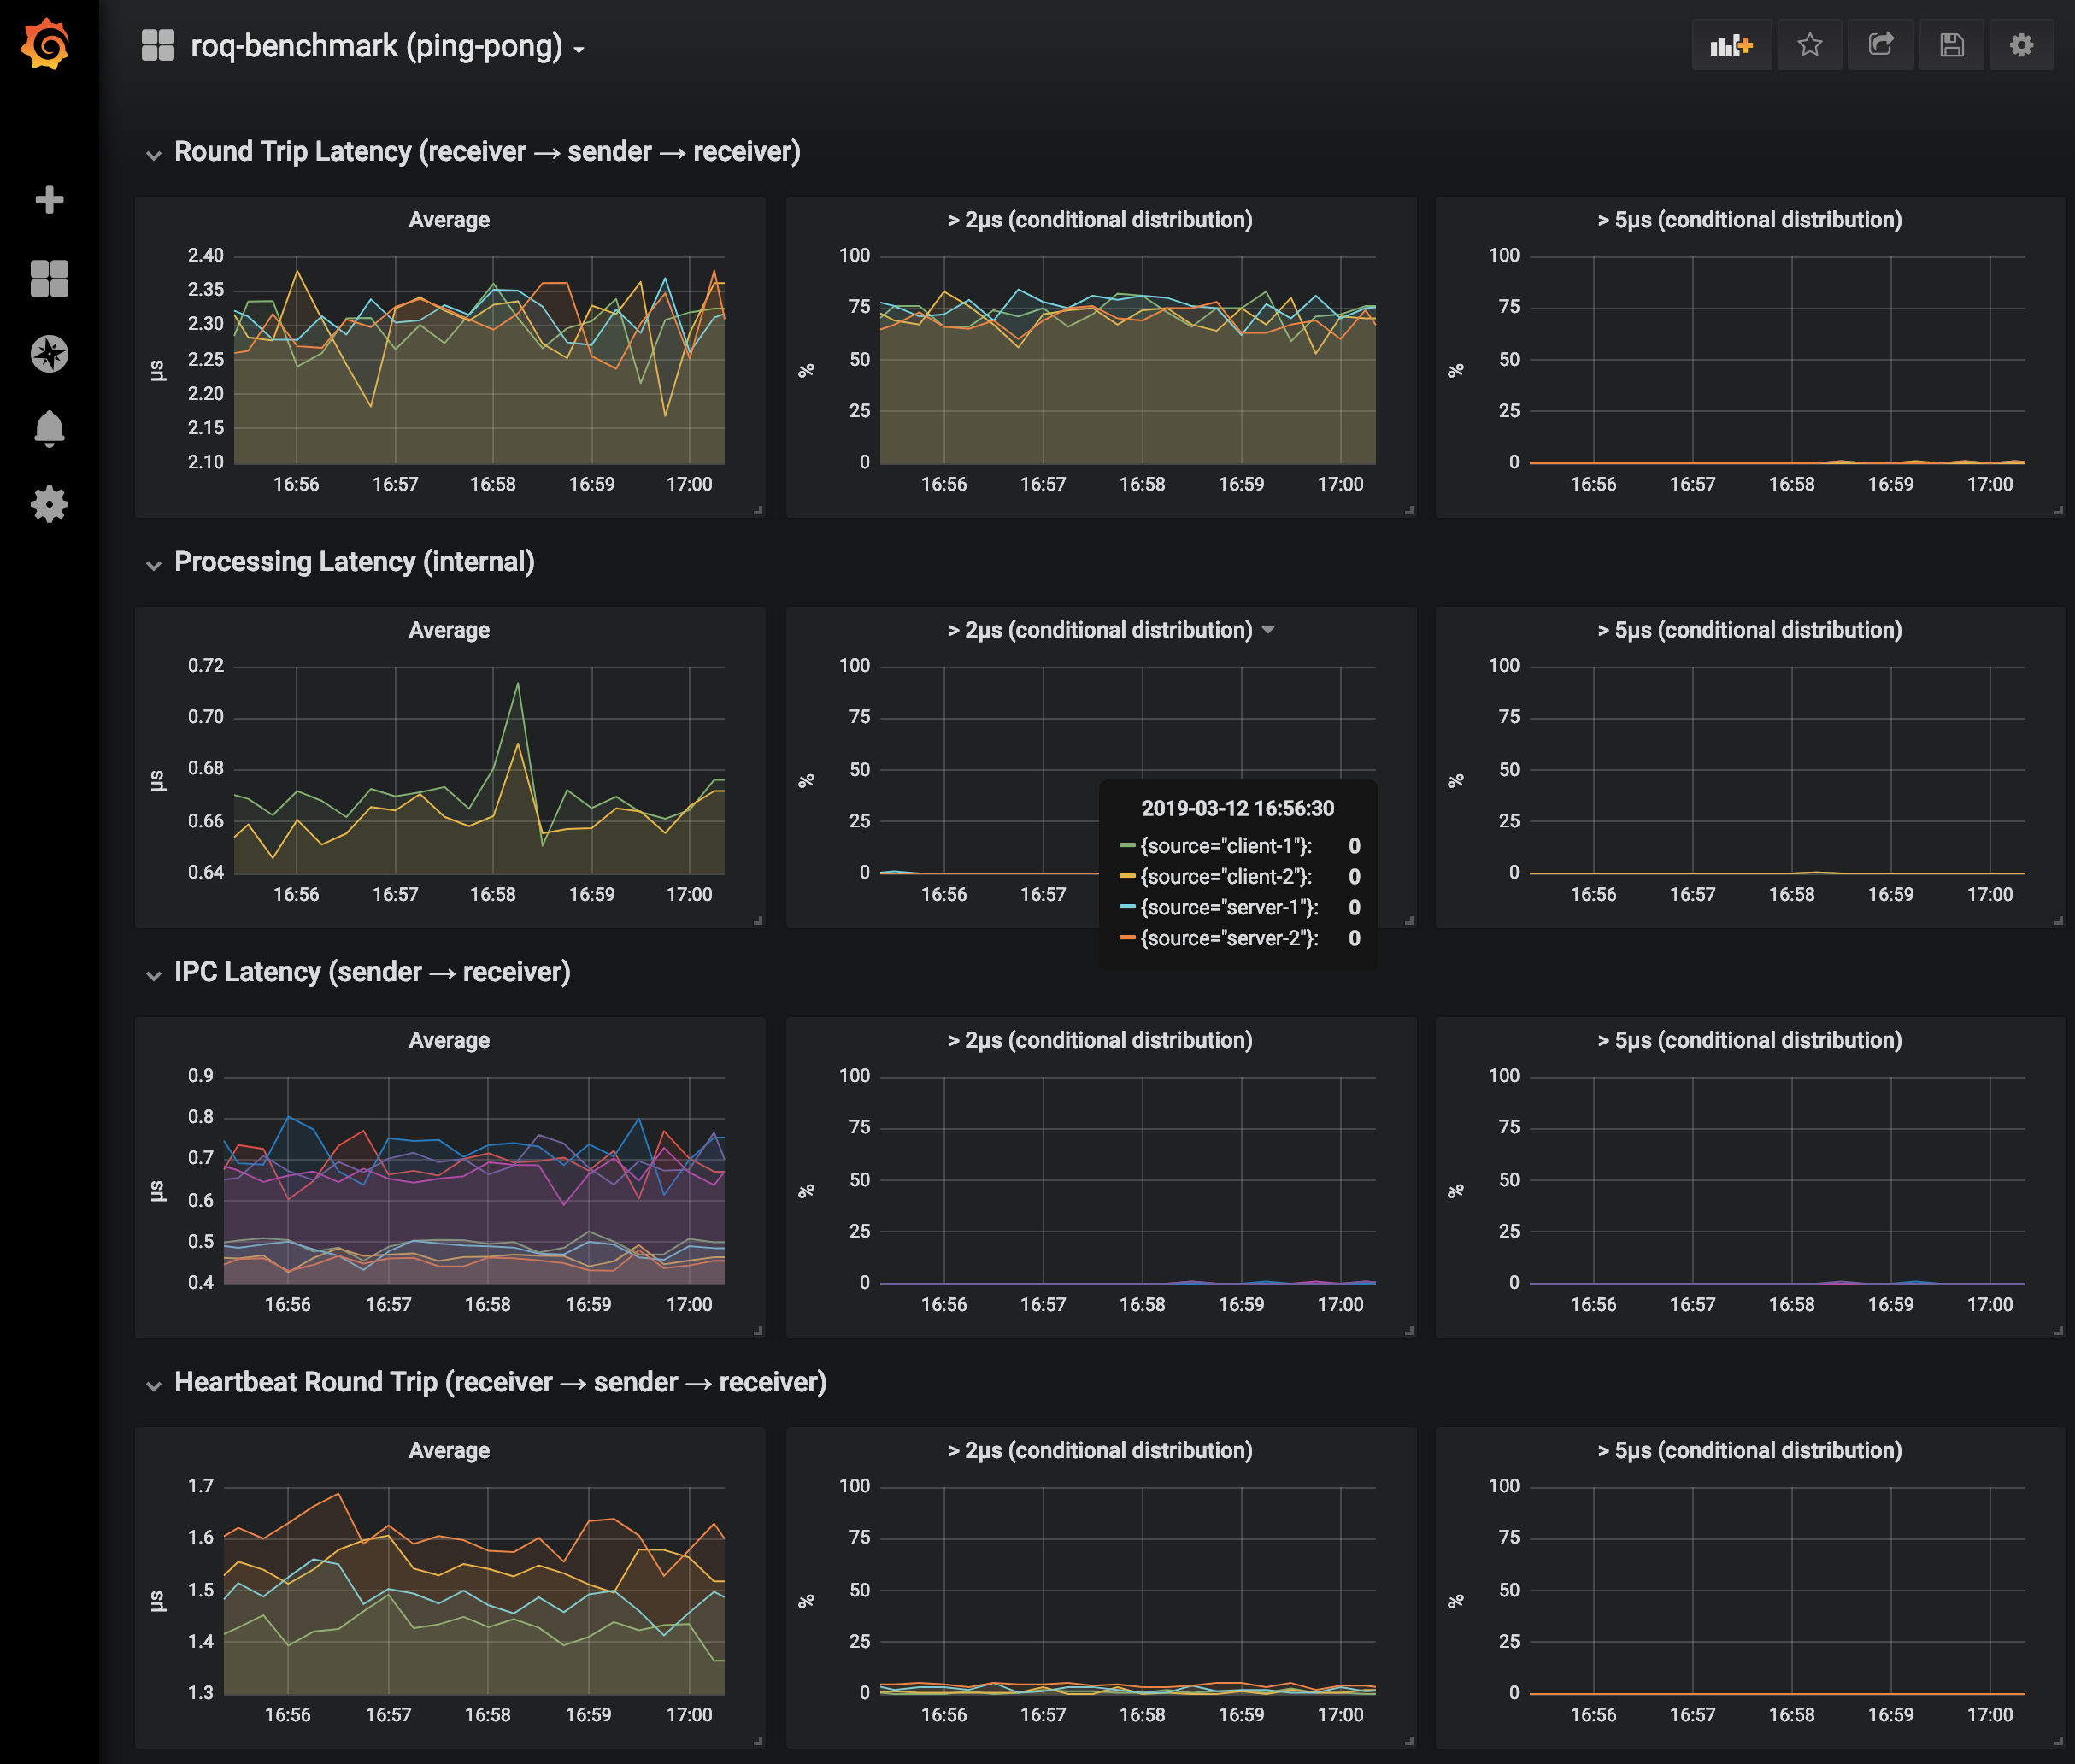 roq-benchmark (ping-pong)
Round Trip Latency (receiver → sender → receiver)
Average
2.40
2.35
2.30
2.25
2.20
2.15
2.10
µs
16:56 16:57 16:58 16:59 17:00
> 2µs (conditional distribution)
100
75
50
25
0
%
16:56 16:57 16:58 16:59 17:00
> 5µs (conditional distribution)
100
75
50
25
0
%
16:56 16:57 16:58 16:59 17:00
Processing Latency (internal)
Average
0.72
0.70
0.68
0.66
0.64
µs
16:56 16:57 16:58 16:59 17:00
> 2µs (conditional distribution)
100
75
50
25
0
%
16:56 16:57
2019-03-12 16:56:30
{source="client-1"}: 0
{source="client-2"}: 0
{source="server-1"}: 0
{source="server-2"}: 0
> 5µs (conditional distribution)
100
75
50
25
0
%
16:56 16:57 16:58 16:59 17:00
IPC Latency (sender → receiver)
Average
0.9
0.8
0.7
0.6
0.5
0.4
µs
16:56 16:57 16:58 16:59 17:00
> 2µs (conditional distribution)
100
75
50
25
0
%
16:56 16:57 16:58 16:59 17:00
> 5µs (conditional distribution)
100
75
50
25
0
%
16:56 16:57 16:58 16:59 17:00
Heartbeat Round Trip (receiver → sender → receiver)
Average
1.7
1.6
1.5
1.4
1.3
µs
16:56 16:57 16:58 16:59 17:00
> 2µs (conditional distribution)
100
75
50
25
0
%
16:56 16:57 16:58 16:59 17:00
> 5µs (conditional distribution)
100
75
50
25
0
%
16:56 16:57 16:58 16:59 17:00